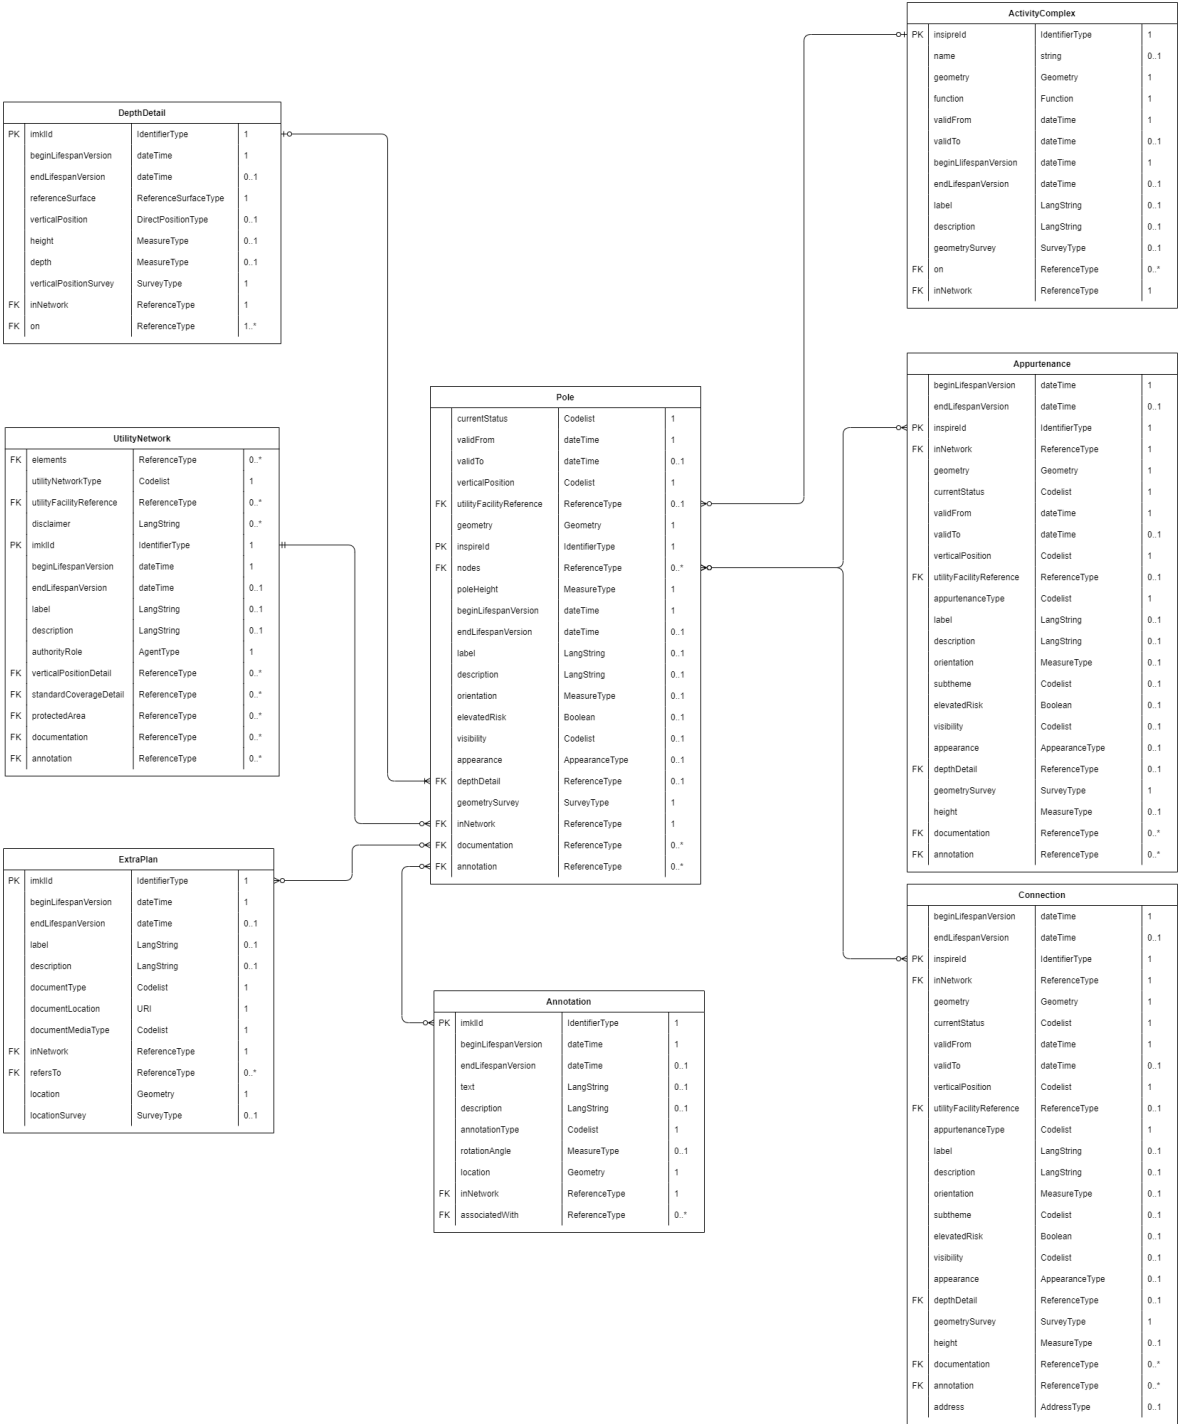 ActivityComplex
PK insipreId IdentifierType 1
name string 0..1
geometry Geometry 1
function Function 1
validFrom dateTime 1
validTo dateTime 0..1
beginLlifespanVersion dateTime 1
endLifespanVersion dateTime 0..1
label LangString 0..1
description LangString 0..1
geometrySurvey SurveyType 0..1
FK on ReferenceType 0..*
FK inNetwork ReferenceType 1
DepthDetail
PK imklId IdentifierType 1
beginLifespanVersion dateTime 1
endLifespanVersion dateTime 0..1
referenceSurface ReferenceSurfaceType 1
verticalPosition DirectPositionType 0..1
height MeasureType 0..1
depth MeasureType 0..1
verticalPositionSurvey SurveyType 1
FK inNetwork ReferenceType 1
FK on ReferenceType 1..*
UtilityNetwork
FK elements ReferenceType 0..*
utilityNetworkType Codelist 1
FK utilityFacilityReference ReferenceType 0..*
disclaimer LangString 0..*
PK imklId IdentifierType 1
beginLifespanVersion dateTime 1
endLifespanVersion dateTime 0..1
label LangString 0..1
description LangString 0..1
authorityRole AgentType 1
FK verticalPositionDetail ReferenceType 0..*
FK standardCoverageDetail ReferenceType 0..*
FK protectedArea ReferenceType 0..*
FK documentation ReferenceType 0..*
FK annotation ReferenceType 0..*
Pole
currentStatus Codelist 1
validFrom dateTime 1
validTo dateTime 0..1
verticalPosition Codelist 1
FK utilityFacilityReference ReferenceType 0..1
geometry Geometry 1
PK inspireId IdentifierType 1
FK nodes ReferenceType 0..*
poleHeight MeasureType 1
beginLifespanVersion dateTime 1
endLifespanVersion dateTime 0..1
label LangString 0..1
description LangString 0..1
orientation MeasureType 0..1
elevatedRisk Boolean 0..1
visibility Codelist 0..1
appearance AppearanceType 0..1
FK depthDetail ReferenceType 0..1
geometrySurvey SurveyType 1
FK inNetwork ReferenceType 1
FK documentation ReferenceType 0..*
FK annotation ReferenceType 0..*
Appurtenance
beginLifespanVersion dateTime 1
endLifespanVersion dateTime 0..1
PK inspireId IdentifierType 1
FK inNetwork ReferenceType 1
geometry Geometry 1
currentStatus Codelist 1
validFrom dateTime 1
validTo dateTime 0..1
verticalPosition Codelist 1
FK utilityFacilityReference ReferenceType 0..1
appurtenanceType Codelist 1
label LangString 0..1
description LangString 0..1
orientation MeasureType 0..1
subtheme Codelist 0..1
elevatedRisk Boolean 0..1
visibility Codelist 0..1
appearance AppearanceType 0..1
FK depthDetail ReferenceType 0..1
geometrySurvey SurveyType 1
height MeasureType 0..1
FK documentation ReferenceType 0..*
FK annotation ReferenceType 0..*
ExtraPlan
PK imklId IdentifierType 1
beginLifespanVersion dateTime 1
endLifespanVersion dateTime 0..1
label LangString 0..1
description LangString 0..1
documentType Codelist 1
documentLocation URI 1
documentMediaType Codelist 1
FK inNetwork ReferenceType 1
FK refersTo ReferenceType 0..*
location Geometry 1
locationSurvey SurveyType 0..1
Annotation
PK imklId IdentifierType 1
beginLifespanVersion dateTime 1
endLifespanVersion dateTime 0..1
text LangString 0..1
description LangString 0..1
annotationType Codelist 1
rotationAngle MeasureType 0..1
location Geometry 1
FK inNetwork ReferenceType 1
FK associatedWith ReferenceType 0..*
Connection
beginLifespanVersion dateTime 1
endLifespanVersion dateTime 0..1
PK inspireId IdentifierType 1
FK inNetwork ReferenceType 1
geometry Geometry 1
currentStatus Codelist 1
validFrom dateTime 1
validTo dateTime 0..1
verticalPosition Codelist 1
FK utilityFacilityReference ReferenceType 0..1
appurtenanceType Codelist 1
label LangString 0..1
description LangString 0..1
orientation MeasureType 0..1
subtheme Codelist 0..1
elevatedRisk Boolean 0..1
visibility Codelist 0..1
appearance AppearanceType 0..1
FK depthDetail ReferenceType 0..1
geometrySurvey SurveyType 1
height MeasureType 0..1
FK documentation ReferenceType 0..*
FK annotation ReferenceType 0..*
address AddressType 0..1